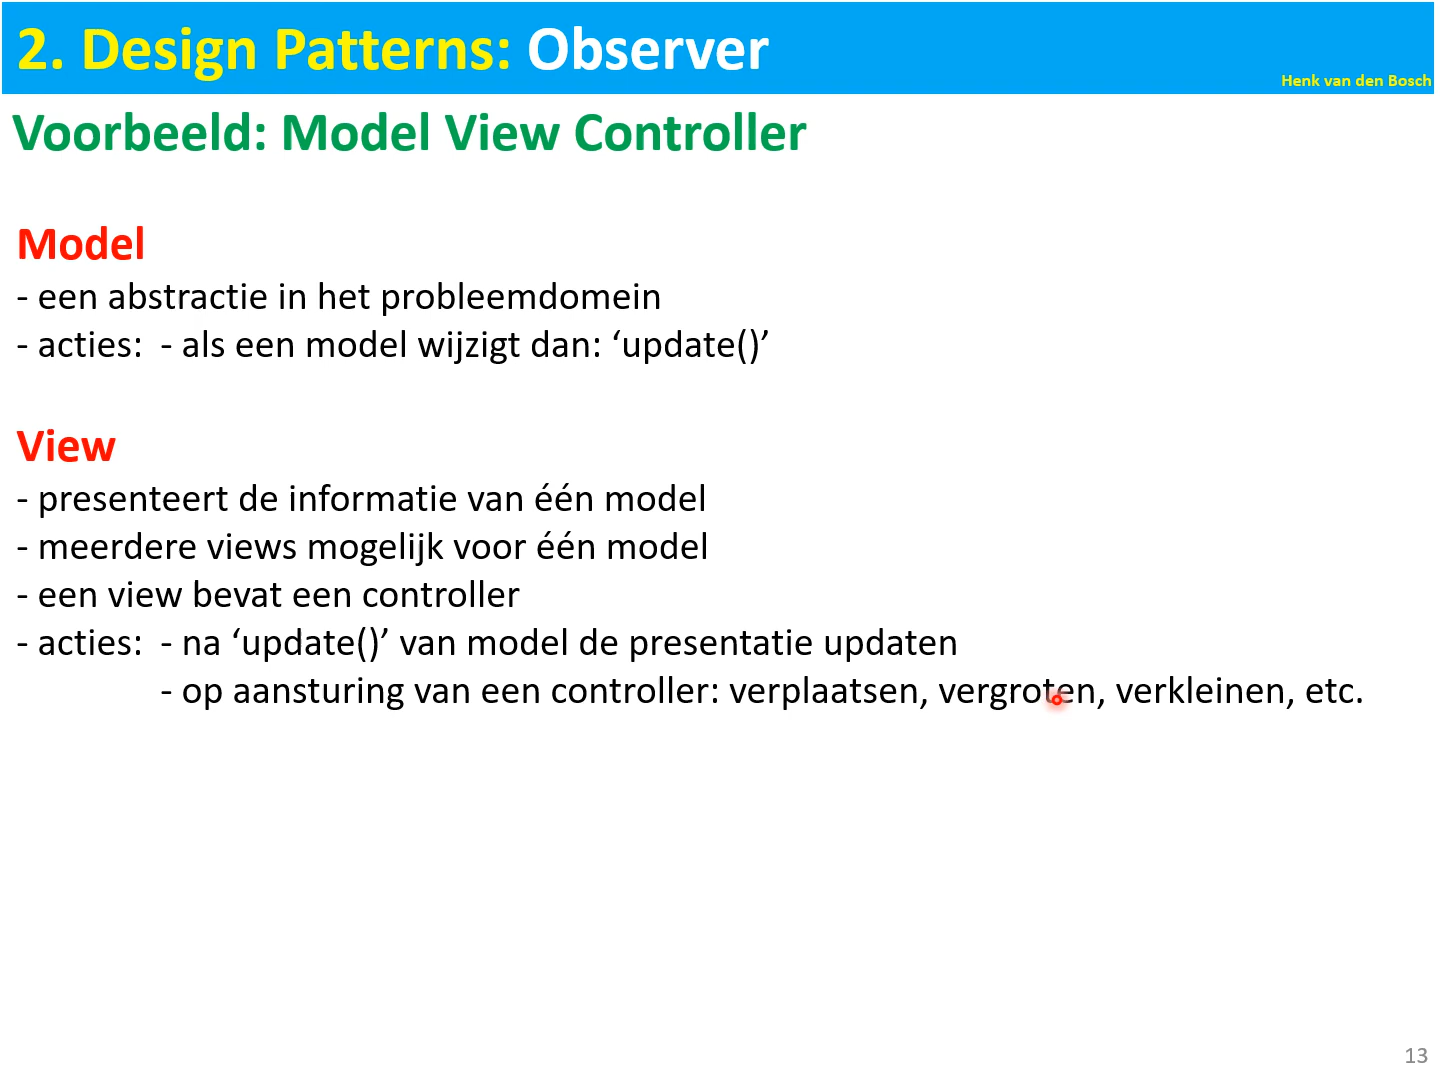 2. Design Patterns: Observer
Henk van den Bosch
Voorbeeld: Model View Controller
Model
- een abstractie in het probleemdomein
- acties: - als een model wijzigt dan: ‘update()’
View
- presenteert de informatie van één model
- meerdere views mogelijk voor één model
- een view bevat een controller
- acties: - na ‘update()’ van model de presentatie updaten
- op aansturing van een controller: verplaatsen, vergroten, verkleinen, etc.
13